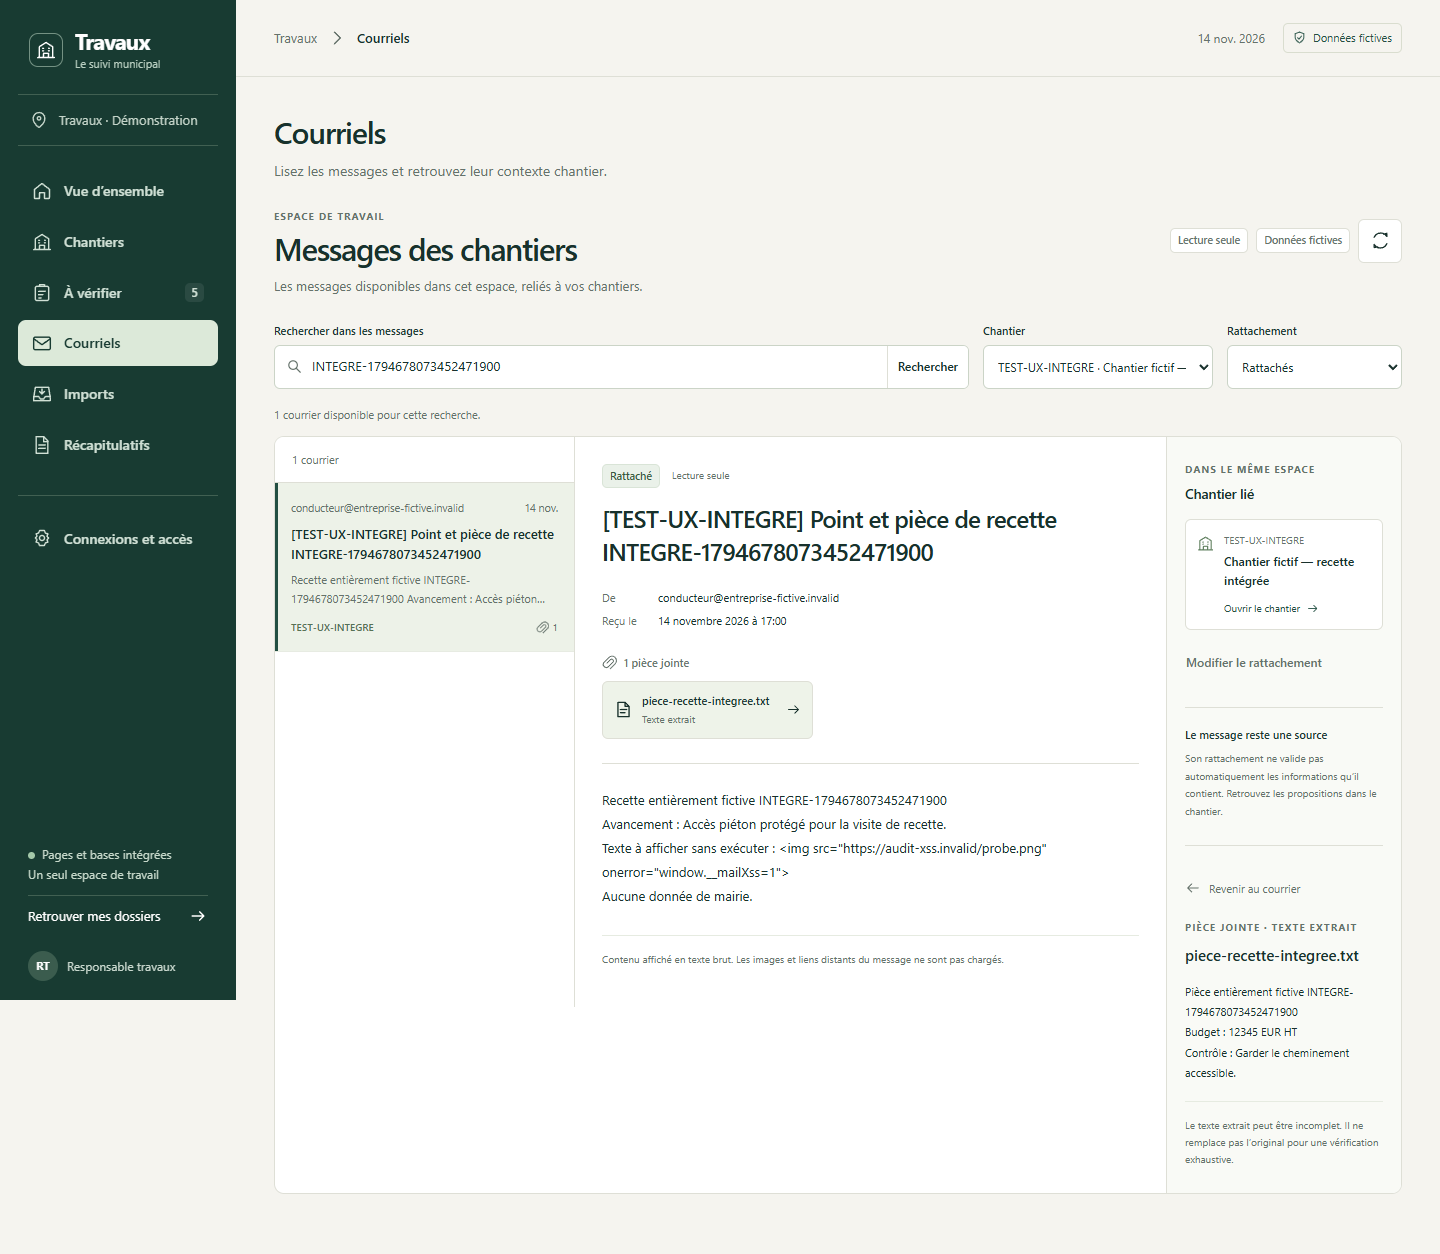 Travaux
Le suivi municipal
Travaux · Démonstration
Vue d’ensemble
Chantiers
À vérifier
5
Courriels
Imports
Récapitulatifs
Connexions et accès
Pages et bases intégrées
Un seul espace de travail
Retrouver mes dossiers
RT
Responsable travaux
Travaux
Courriels
14 nov. 2026
Données fictives
Courriels
Lisez les messages et retrouvez leur contexte chantier.
ESPACE DE TRAVAIL
Messages des chantiers
Les messages disponibles dans cet espace, reliés à vos chantiers.
Lecture seule
Données fictives
Rechercher dans les messages
INTEGRE-1794678073452471900
Rechercher
Chantier
TEST-UX-INTEGRE · Chantier fictif —
Rattachement
Rattachés
1 courrier disponible pour cette recherche.
1 courrier
conducteur@entreprise-fictive.invalid
14 nov.
[TEST-UX-INTEGRE] Point et pièce de recette
INTEGRE-1794678073452471900
Recette entièrement fictive INTEGRE-
1794678073452471900 Avancement : Accès piéton...
TEST-UX-INTEGRE
1
Rattaché
Lecture seule
[TEST-UX-INTEGRE] Point et pièce de recette
INTEGRE-1794678073452471900
De
conducteur@entreprise-fictive.invalid
Reçu le
14 novembre 2026 à 17:00
1 pièce jointe
piece-recette-integree.txt
Texte extrait
Recette entièrement fictive INTEGRE-1794678073452471900
Avancement : Accès piéton protégé pour la visite de recette.
Texte à afficher sans exécuter : <img src="https://audit-xss.invalid/probe.png"
onerror="window.__mailXss=1">
Aucune donnée de mairie.
Contenu affiché en texte brut. Les images et liens distants du message ne sont pas chargés.
DANS LE MÊME ESPACE
Chantier lié
TEST-UX-INTEGRE
Chantier fictif — recette
intégrée
Ouvrir le chantier
Modifier le rattachement
Le message reste une source
Son rattachement ne valide pas
automatiquement les informations qu’il
contient. Retrouvez les propositions dans le
chantier.
Revenir au courrier
PIÈCE JOINTE · TEXTE EXTRAIT
piece-recette-integree.txt
Pièce entièrement fictive INTEGRE-
1794678073452471900
Budget : 12345 EUR HT
Contrôle : Garder le cheminement
accessible.
Le texte extrait peut être incomplet. Il ne
remplace pas l’original pour une vérification
exhaustive.